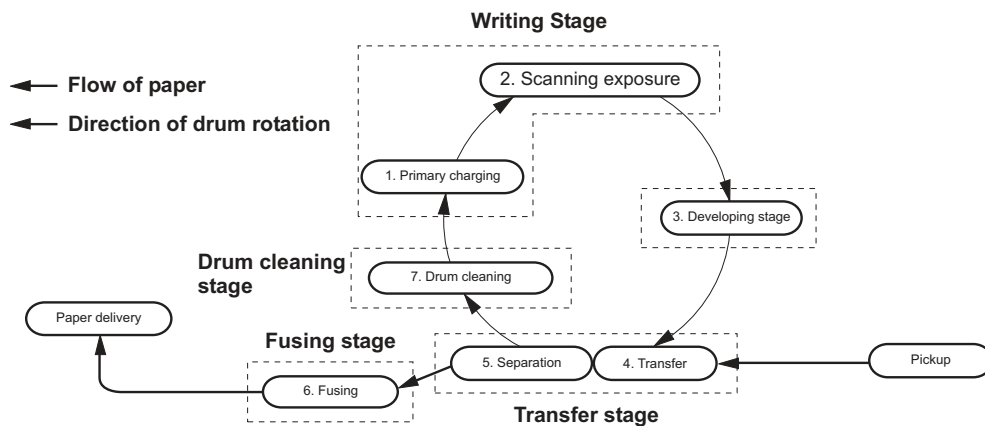 Writing Stage
2. Scanning exposure
Flow of paper
Direction of drum rotation
1. Primary charging
3. Developing stage
Drum cleaning
stage
7. Drum cleaning
Paper delivery
Fusing stage
5. Separation
4. Transfer
Pickup
6. Fusing
Transfer stage